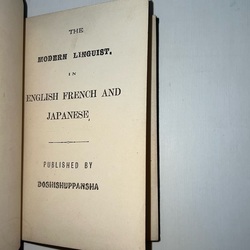 THE
MODERN LINGUIST,
IN
ENGLISH FRENCH AND
JAPANESE,
PUBLISHED BY
DOSHISHUPPANSHA